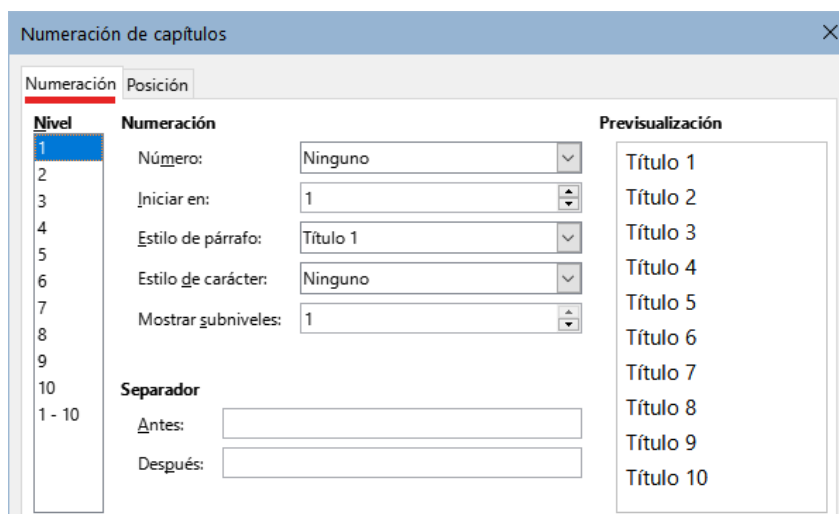 Numeración de capítulos
Numeración Posición
Nivel
1
2
3
4
5
6
7
8
9
10
1 - 10
Numeración
Número: Ninguno
Iniciar en: 1
Estilo de párrafo: Título 1
Estilo de carácter: Ninguno
Mostrar subniveles: 1
Separador
Antes:
Después:
Previsualización
Título 1
Título 2
Título 3
Título 4
Título 5
Título 6
Título 7
Título 8
Título 9
Título 10